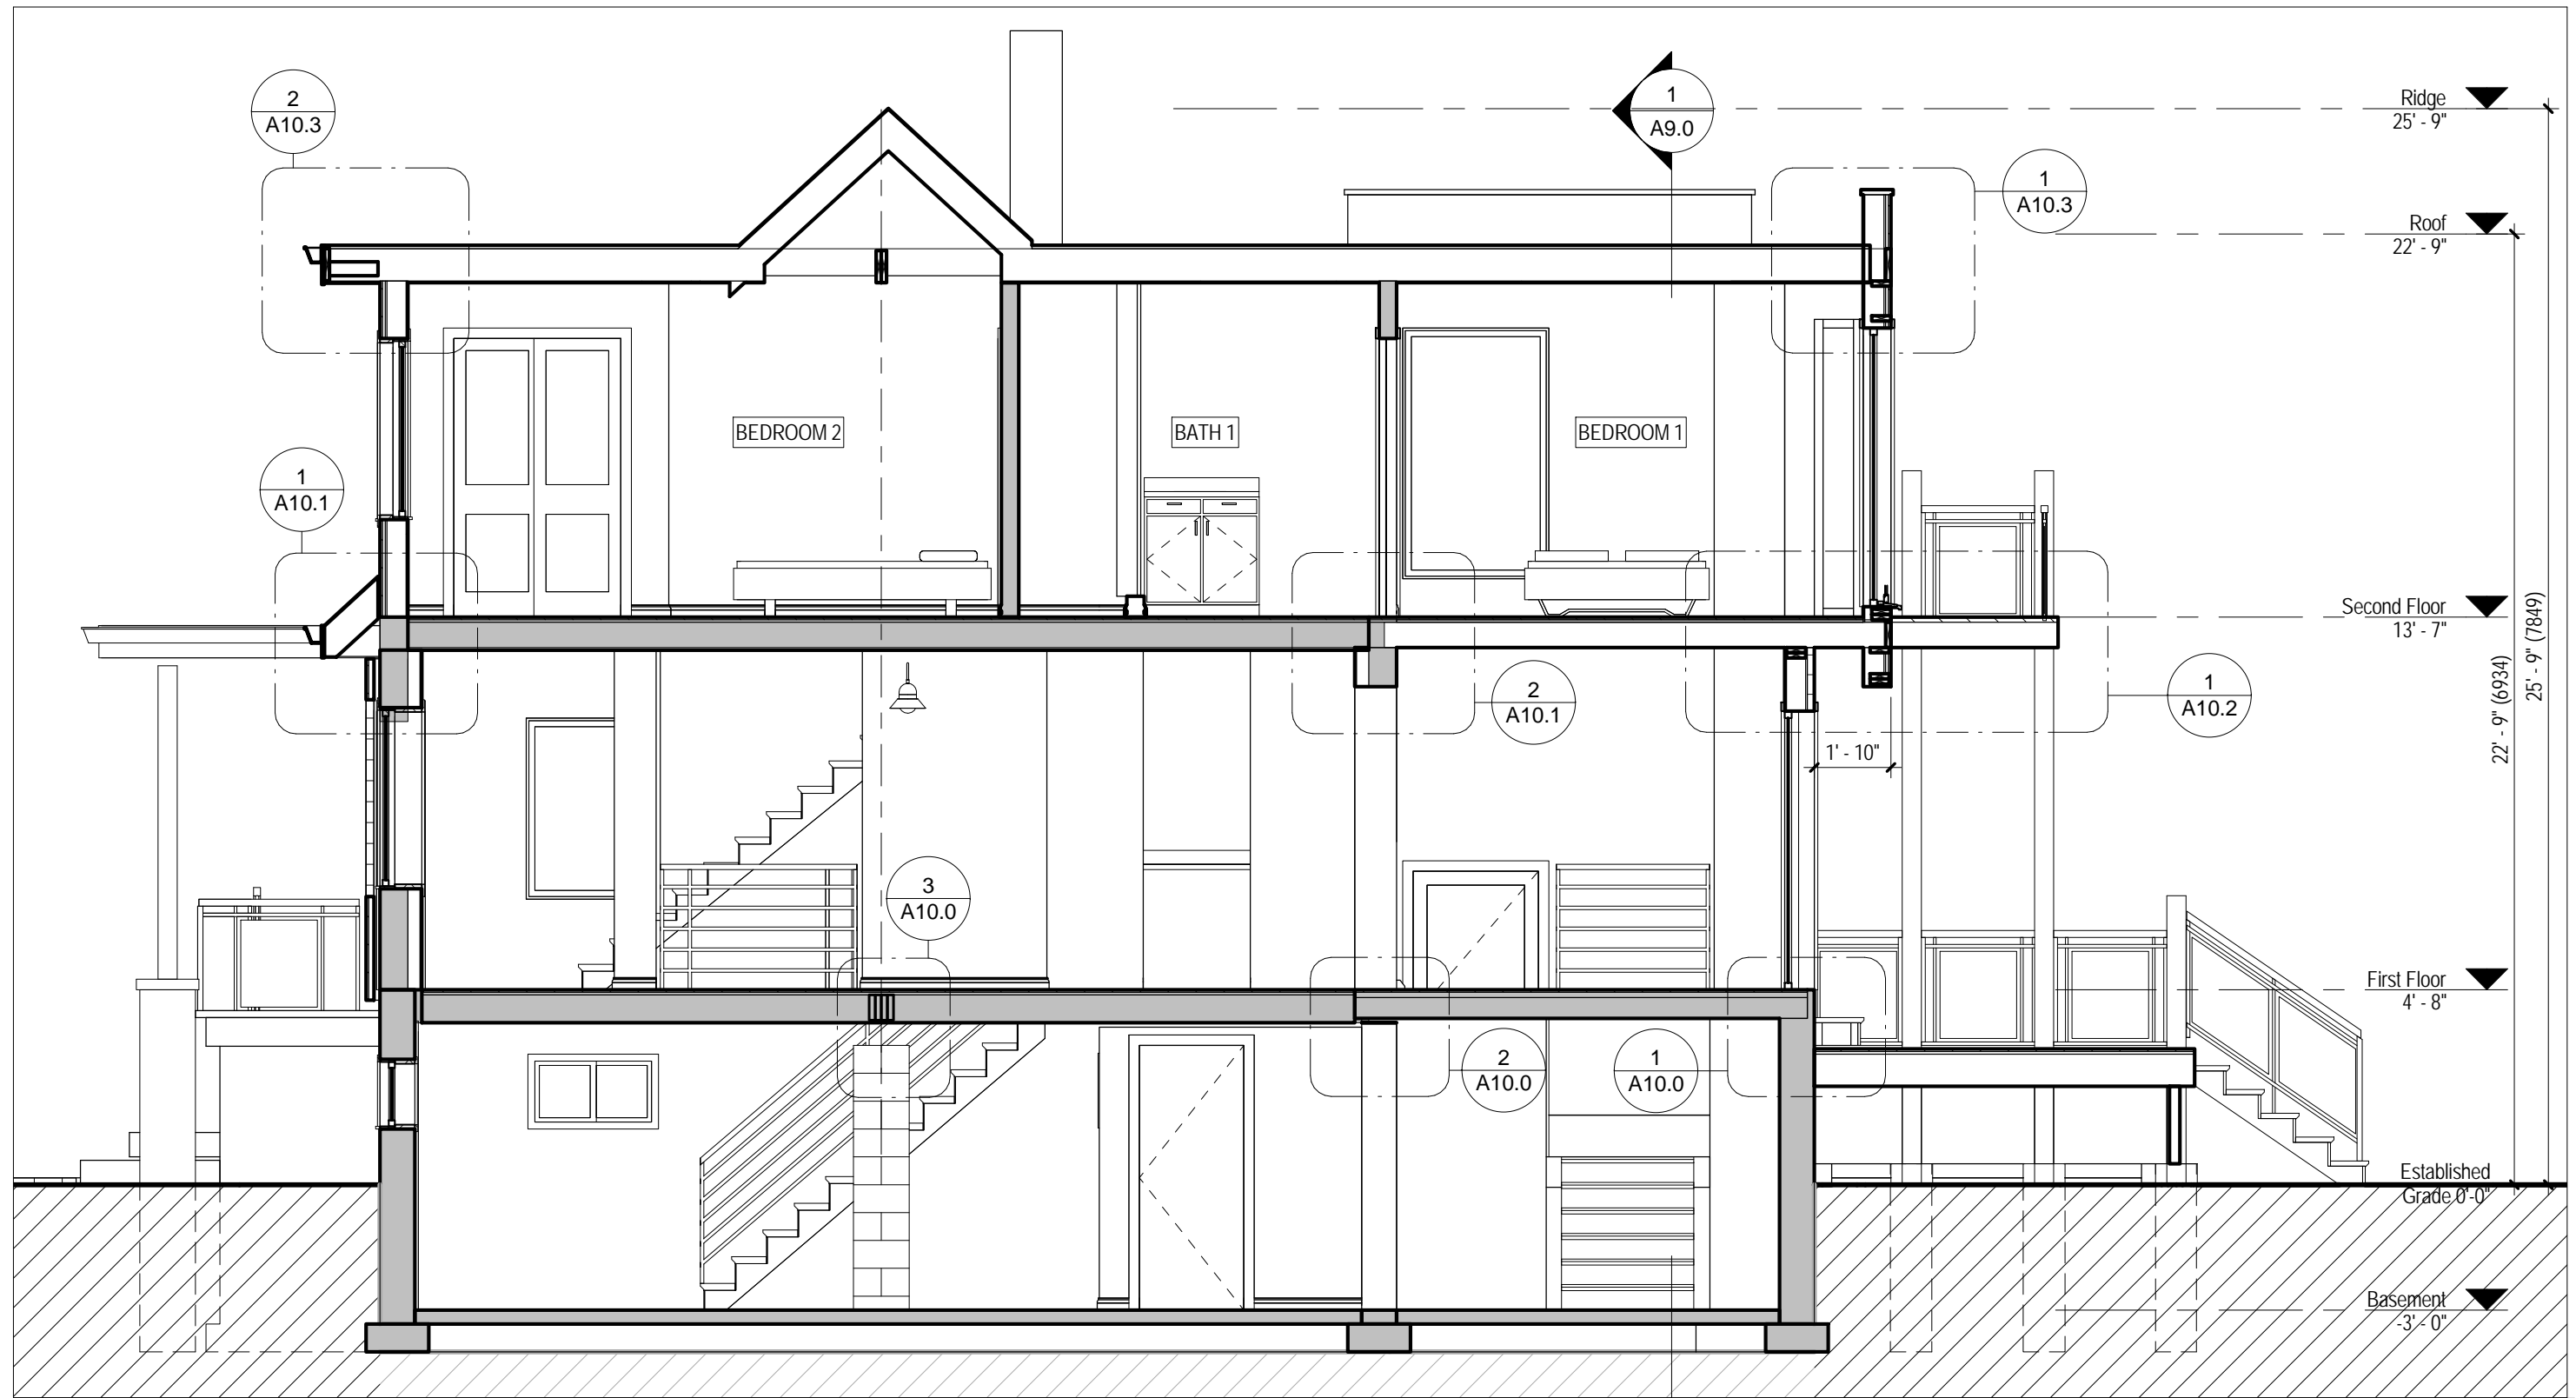 2
A10.3
1
A9.0
Ridge
25' - 9"
1
A10.3
Roof
22' - 9"
BEDROOM 2
BATH 1
BEDROOM 1
1
A10.1
Second Floor
13' - 7"
22' - 9" (6934)
25' - 9" (7849)
2
A10.1
1
A10.2
1' - 10"
3
A10.0
First Floor
4' - 8"
2
A10.0
1
A10.0
Established
Grade 0'-0"
Basement
-3' - 0"